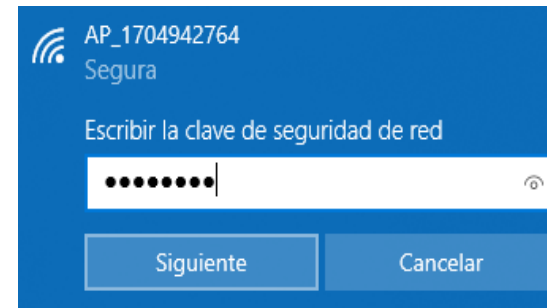 AP_1704942764
Segura
Escribir la clave de seguridad de red
••••••••
Siguiente
Cancelar